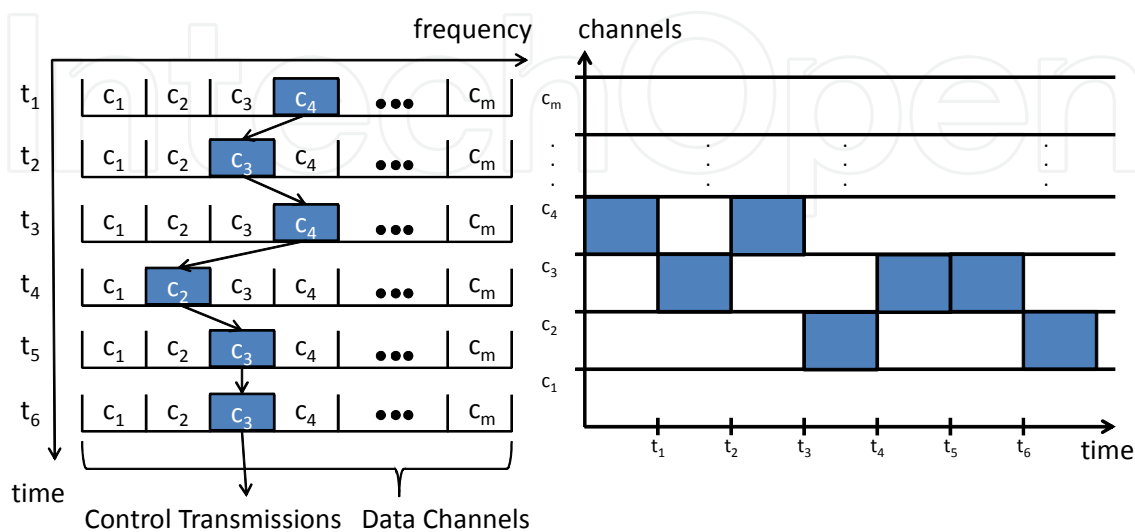 IntechOpen
frequency
channels
t₁ c₁ c₂ c₃ c₄ ••• cₘ
t₂ c₁ c₂ c₃ c₄ ••• cₘ
t₃ c₁ c₂ c₃ c₄ ••• cₘ
t₄ c₁ c₂ c₃ c₄ ••• cₘ
t₅ c₁ c₂ c₃ c₄ ••• cₘ
t₆ c₁ c₂ c₃ c₄ ••• cₘ
time
Control Transmissions
Data Channels
cₘ
c₄
c₃
c₂
c₁
t₁ t₂ t₃ t₄ t₅ t₆ time